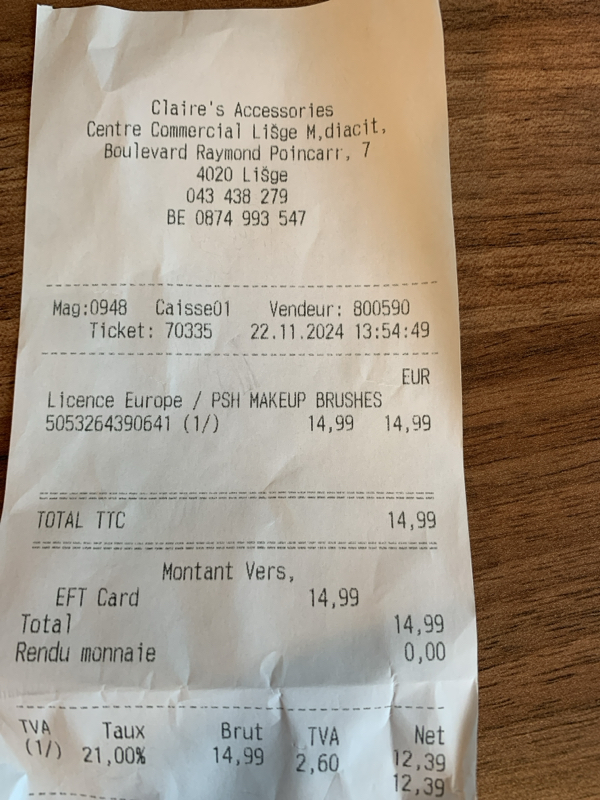 Claire's Accessories
Centre Commercial LiŠge M‚diacit‚
Boulevard Raymond Poincarr‚ 7
4020 LiŠge
043 438 279
BE 0874 993 547
Mag:0948 Caisse01 Vendeur: 800590
Ticket: 70335 22.11.2024 13:54:49
EUR
Licence Europe / PSH MAKEUP BRUSHES
5053264390641 (1/) 14,99 14,99
TOTAL TTC 14,99
Montant Vers‚
EFT Card 14,99
Total 14,99
Rendu monnaie 0,00
TVA Taux Brut TVA Net
(1/) 21,00% 14,99 2,60 12,39
12,39